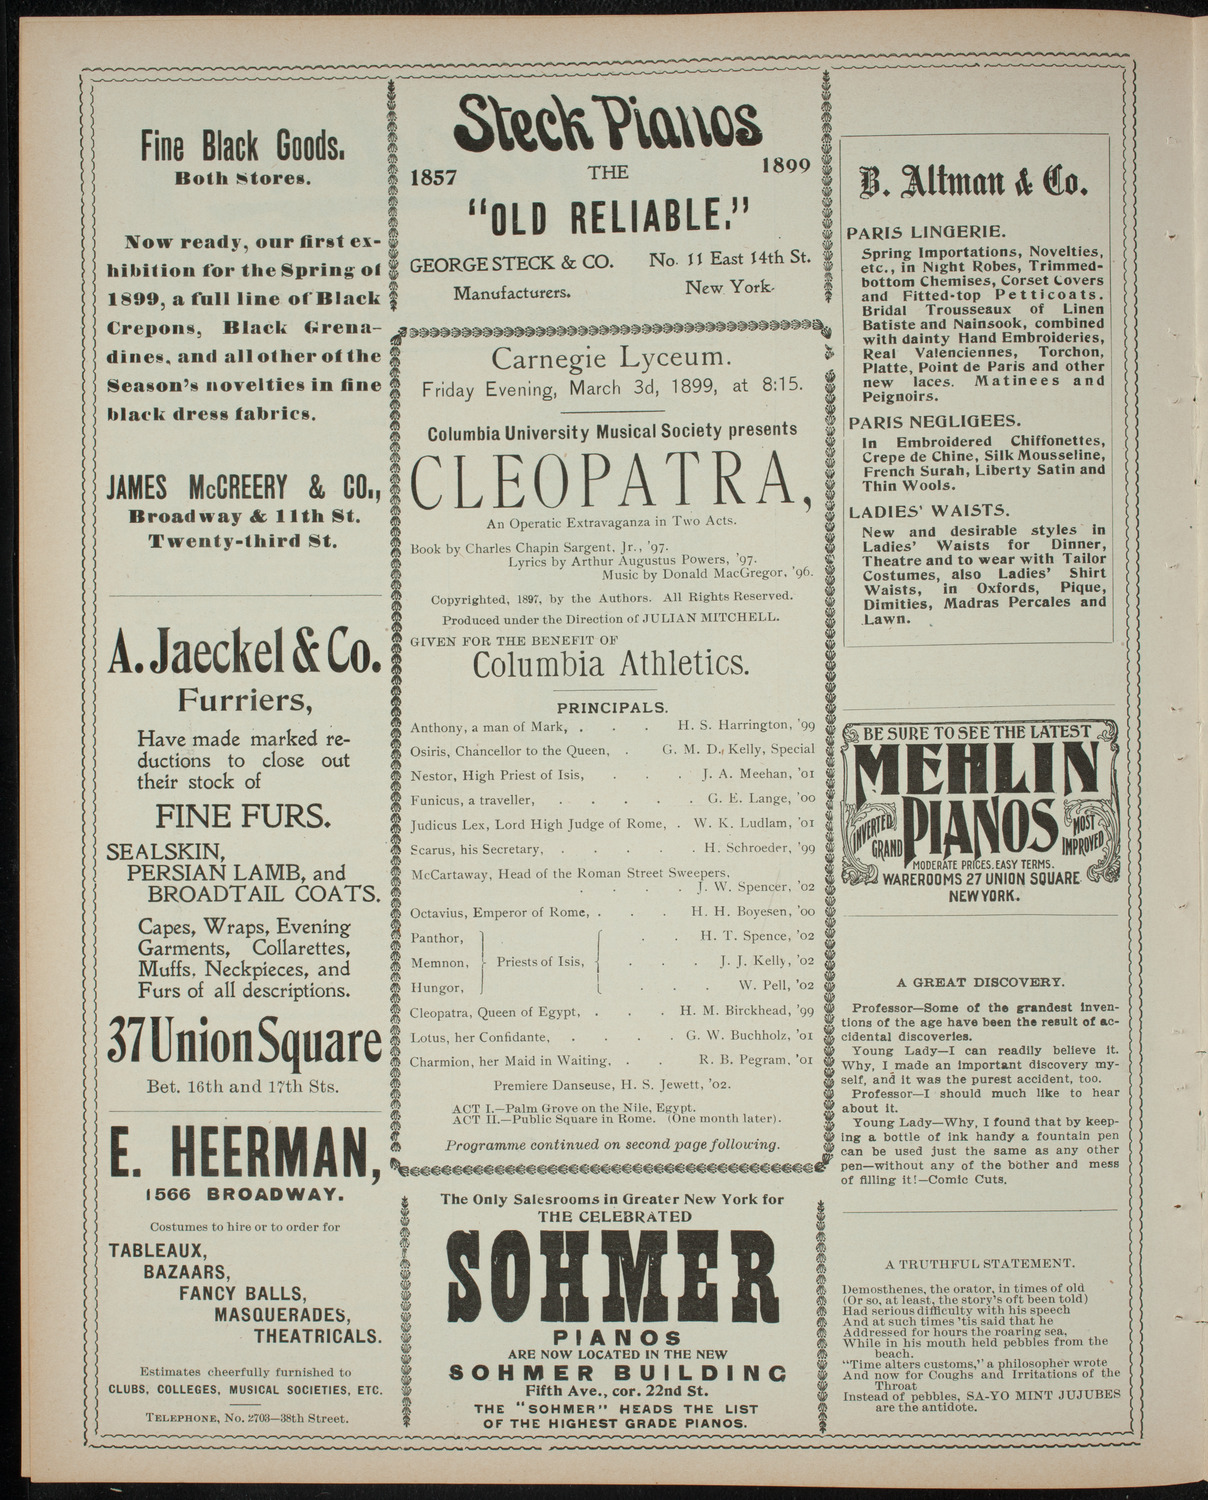 Fine Black Goods.
Both Stores.
Now ready, our first ex-
hibition for the Spring of
1899, a full line of Black
Crepons, Black Grena-
dines, and all other of the
Season's novelties in fine
black dress fabrics.
JAMES McCREERY & CO.,
Broadway & 11th St.
Twenty-third St.
A. Jaeckel & Co.
Furriers,
Have made marked re-
ductions to close out
their stock of
FINE FURS.
SEALSKIN,
PERSIAN LAMB, and
BROADTAIL COATS.
Capes, Wraps, Evening
Garments, Collarettes,
Muffs, Neckpieces, and
Furs of all descriptions.
37 Union Square
Bet. 16th and 17th Sts.
E. HEERMAN,
1566 BROADWAY.
Costumes to hire or to order for
TABLEAUX,
BAZAARS,
FANCY BALLS,
MASQUERADES,
THEATRICALS.
Estimates cheerfully furnished to
CLUBS, COLLEGES, MUSICAL SOCIETIES, ETC.
TELEPHONE, No. 2703—38th Street.
Steck Pianos
1857 THE 1899
"OLD RELIABLE."
GEORGE STECK & CO. No. 11 East 14th St.
Manufacturers. New York.
Carnegie Lyceum.
Friday Evening, March 3d, 1899, at 8:15.
Columbia University Musical Society presents
CLEOPATRA,
An Operatic Extravaganza in Two Acts.
Book by Charles Chapin Sargent, Jr., '97.
Lyrics by Arthur Augustus Powers, '97.
Music by Donald MacGregor, '96.
Copyrighted, 1897, by the Authors. All Rights Reserved.
Produced under the Direction of JULIAN MITCHELL.
GIVEN FOR THE BENEFIT OF
Columbia Athletics.
PRINCIPALS.
Anthony, a man of Mark, . . . H. S. Harrington, '99
Osiris, Chancellor to the Queen, . G. M. D. Kelly, Special
Nestor, High Priest of Isis, . . . J. A. Meehan, '01
Funicus, a traveller, . . . . . G. E. Lange, '00
Judicus Lex, Lord High Judge of Rome, . W. K. Ludlam, '01
Scarus, his Secretary, . . . . . H. Schroeder, '99
McCartaway, Head of the Roman Street Sweepers,
. . . . J. W. Spencer, '02
Octavius, Emperor of Rome, . . . H. H. Boyesen, '00
Panthor, . . H. T. Spence, '02
Memnon, Priests of Isis, . . . J. J. Kelly, '02
Hungor, . . . W. Pell, '02
Cleopatra, Queen of Egypt, . . . H. M. Birckhead, '99
Lotus, her Confidante, . . . . G. W. Buchholz, '01
Charmion, her Maid in Waiting, . . R. B. Pegram, '01
Premiere Danseuse, H. S. Jewett, '02.
ACT I.—Palm Grove on the Nile, Egypt.
ACT II.—Public Square in Rome. (One month later).
Programme continued on second page following.
The Only Salesrooms in Greater New York for
THE CELEBRATED
SOHMER
PIANOS
ARE NOW LOCATED IN THE NEW
SOHMER BUILDING
Fifth Ave., cor. 22nd St.
THE "SOHMER" HEADS THE LIST
OF THE HIGHEST GRADE PIANOS.
B. Altman & Co.
PARIS LINGERIE.
Spring Importations, Novelties,
etc., in Night Robes, Trimmed-
bottom Chemises, Corset Covers
and Fitted-top Petticoats.
Bridal Trousseaux of Linen
Batiste and Nainsook, combined
with dainty Hand Embroideries,
Real Valenciennes, Torchon,
Platte, Point de Paris and other
new laces. Matinees and
Peignoirs.
PARIS NEGLIGEES.
In Embroidered Chiffonettes,
Crepe de Chine, Silk Mousseline,
French Surah, Liberty Satin and
Thin Wools.
LADIES' WAISTS.
New and desirable styles in
Ladies' Waists for Dinner,
Theatre and to wear with Tailor
Costumes, also Ladies' Shirt
Waists, in Oxfords, Pique,
Dimities, Madras Percales and
Lawn.
BE SURE TO SEE THE LATEST
MEHLIN
INVERTED GRAND PIANOS MOST IMPROVED
MODERATE PRICES. EASY TERMS.
WAREROOMS 27 UNION SQUARE
NEW YORK.
A GREAT DISCOVERY.
Professor—Some of the grandest inven-
tions of the age have been the result of ac-
cidental discoveries.
Young Lady—I can readily believe it.
Why, I made an important discovery my-
self, and it was the purest accident, too.
Professor—I should much like to hear
about it.
Young Lady—Why, I found that by keep-
ing a bottle of ink handy a fountain pen
can be used just the same as any other
pen—without any of the bother and mess
of filling it!—Comic Cuts.
A TRUTHFUL STATEMENT.
Demosthenes, the orator, in times of old
(Or so, at least, the story's oft been told)
Had serious difficulty with his speech
And at such times 'tis said that he
Addressed for hours the roaring sea,
While in his mouth held pebbles from the
beach.
"Time alters customs," a philosopher wrote
And now for Coughs and Irritations of the
Throat
Instead of pebbles, SA-YO MINT JUJUBES
are the antidote.